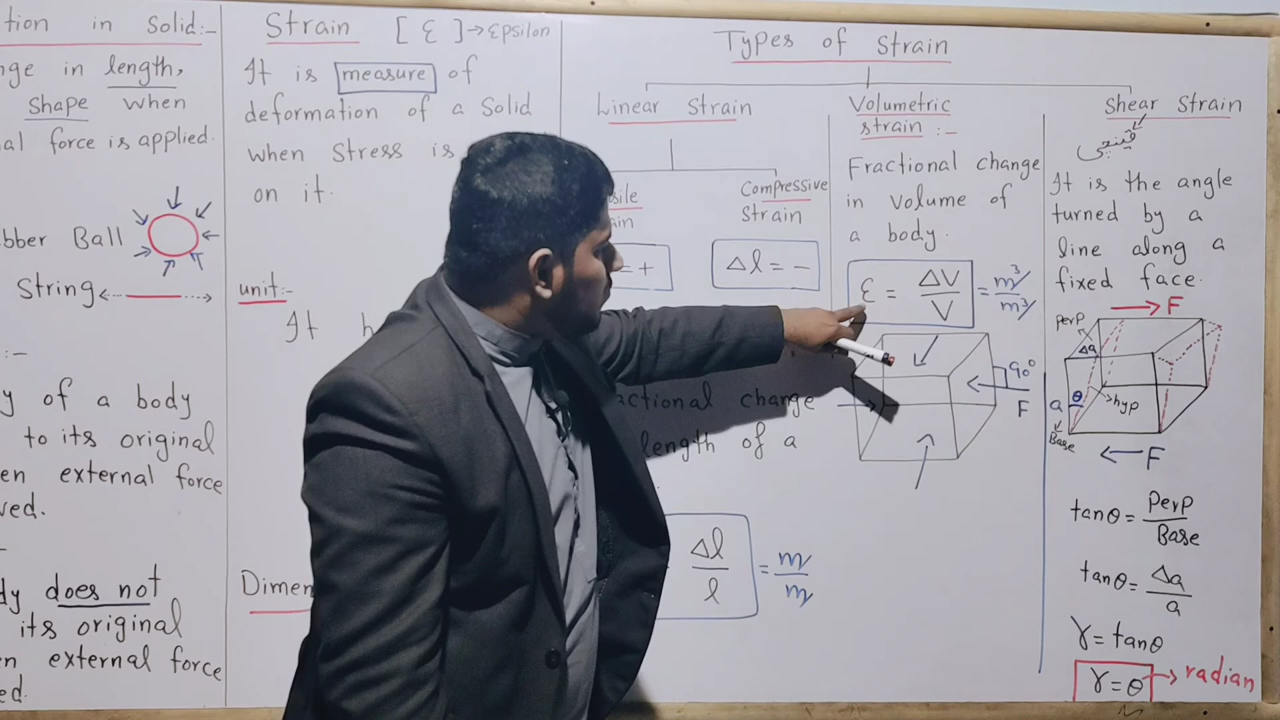 tion in Solid:-
nge in length,
shape when
al force is applied.
bber Ball
String
:-
y of a body
to its original
en external force
ved.
dy does not
its original
en external force
ed.
Strain [ε]→εpsilon
It is measure of
deformation of a Solid
when Stress is
on it.
unit:-
It h
Dimen
Types of Strain
Linear Strain
sile
ain
= +
Compressive
Strain
Δl = -
actional change
length of a
Δl/l = m/m
Volumetric
strain :-
Fractional change
in volume of
a body.
ε = ΔV/V = m³/m³
90°
F
Shear Strain
قینچی
It is the angle
turned by a
line along a
fixed face.
→ F
perp
Δa
a θ
hyp
Base
← F
tanθ = Perp/Base
tanθ = Δa/a
γ = tanθ
γ = θ → radian